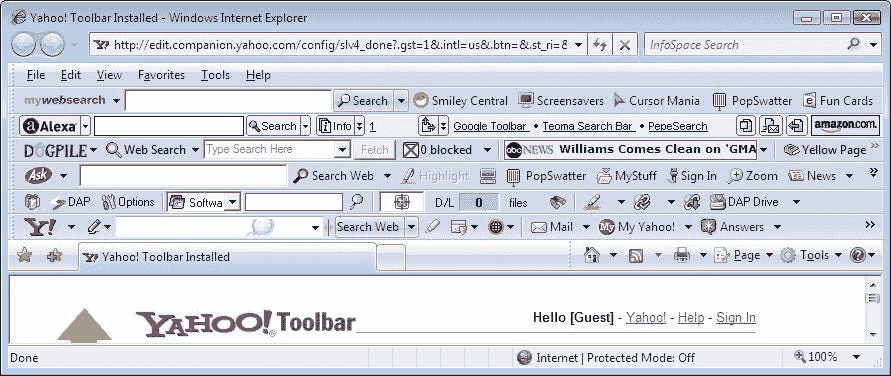 Yahoo! Toolbar Installed - Windows Internet Explorer
http://edit.companion.yahoo.com/config/slv4_done?.gst=1&.intl=us&.btn=&.st_ri=& InfoSpace Search
File Edit View Favorites Tools Help
mywebsearch Search Smiley Central Screensavers Cursor Mania PopSwatter Fun Cards
Alexa Search Info 1 Google Toolbar • Teoma Search Bar • PepeSearch amazon.com
DOGPILE Web Search Type Search Here Fetch 0 blocked abc NEWS Williams Comes Clean on 'GMA Yellow Page »
Ask Search Web Highlight PopSwatter MyStuff Sign In Zoom News »
DAP Options Softwa D/L 0 files DAP Drive »
Y! Search Web Mail My My Yahoo! Answers »
Yahoo! Toolbar Installed Page Tools »
YAHOO! Toolbar Hello [Guest] - Yahoo! - Help - Sign In
Done Internet | Protected Mode: Off 100%